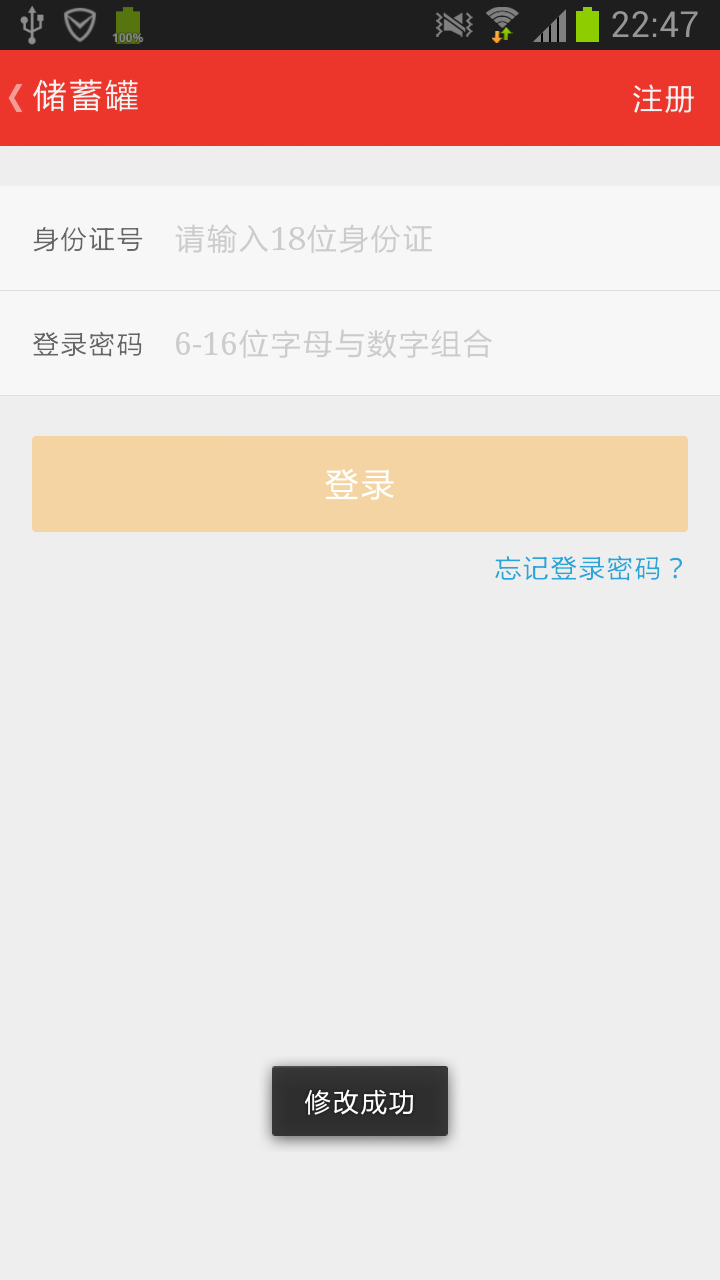 100%
22:47
储蓄罐
注册
身份证号 请输入18位身份证
登录密码 6-16位字母与数字组合
登录
忘记登录密码？
修改成功